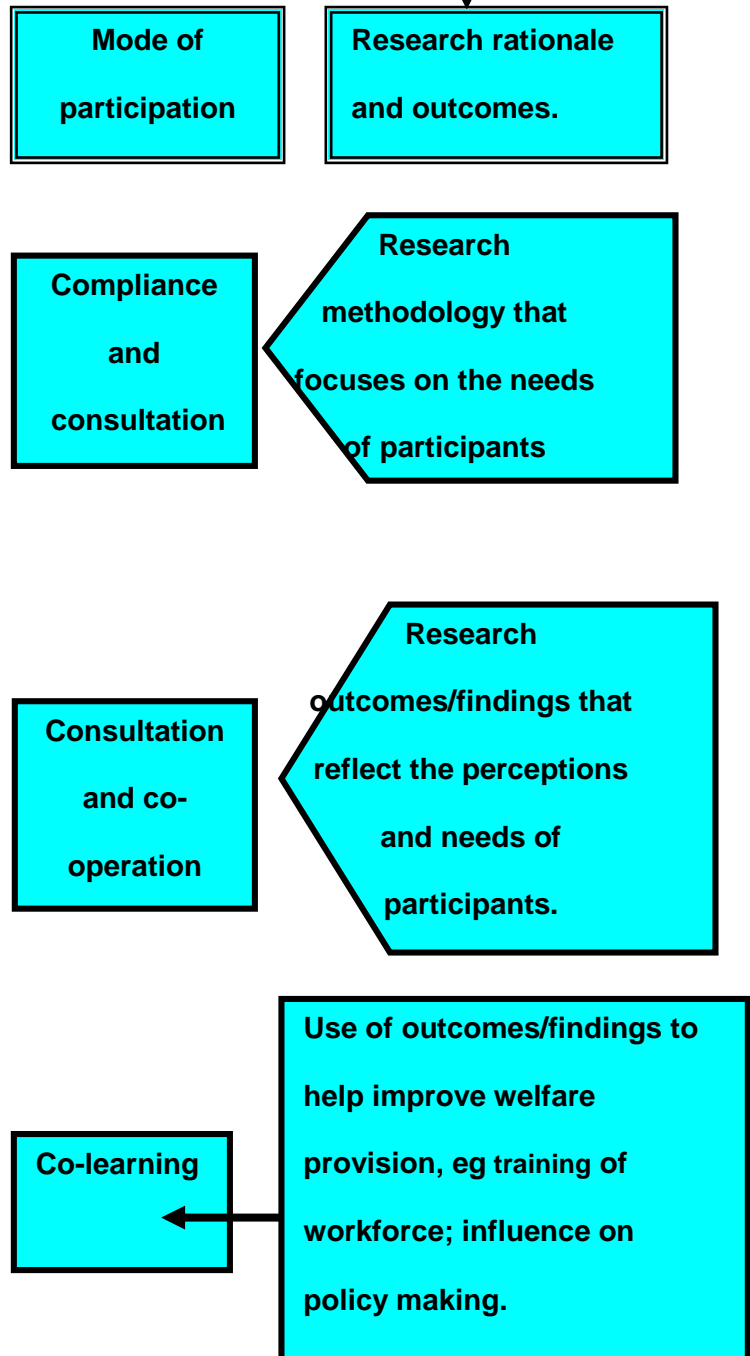 Mode of
participation
Research rationale
and outcomes.
Compliance
and
consultation
Research
methodology that
focuses on the needs
of participants
Consultation
and co-
operation
Research
outcomes/findings that
reflect the perceptions
and needs of
participants.
Co-learning
Use of outcomes/findings to
help improve welfare
provision, eg training of
workforce; influence on
policy making.